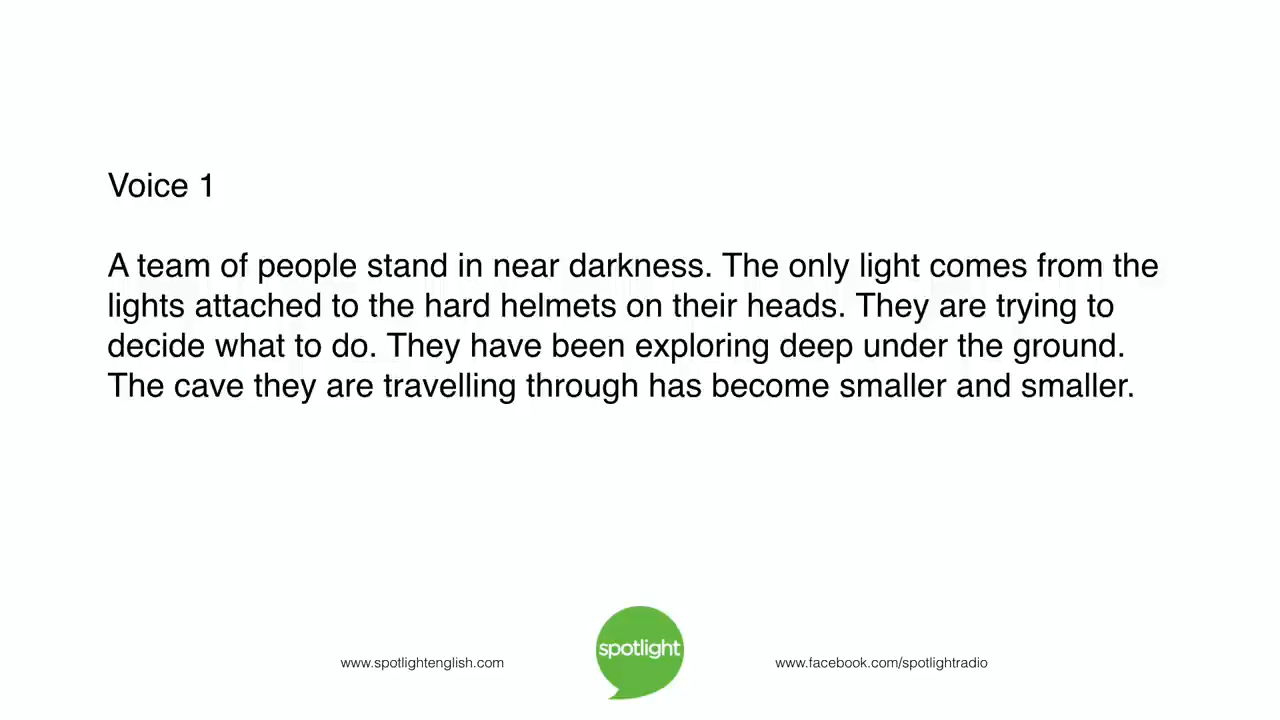 Voice 1
A team of people stand in near darkness. The only light comes from the
lights attached to the hard helmets on their heads. They are trying to
decide what to do. They have been exploring deep under the ground.
The cave they are travelling through has become smaller and smaller.
www.spotlightenglish.com
spotlight
www.facebook.com/spotlightradio